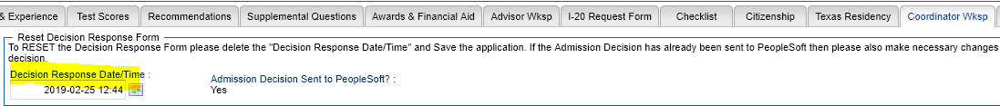 & Experience Test Scores Recommendations Supplemental Questions Awards & Financial Aid Advisor Wksp I-20 Request Form Checklist Citizenship Texas Residency Coordinator Wksp
Reset Decision Response Form
To RESET the Decision Response Form please delete the "Decision Response Date/Time" and Save the application. If the Admission Decision has already been sent to PeopleSoft then please also make necessary changes
decision.
Decision Response Date/Time :
2019-02-25 12:44
Admission Decision Sent to PeopleSoft? :
Yes